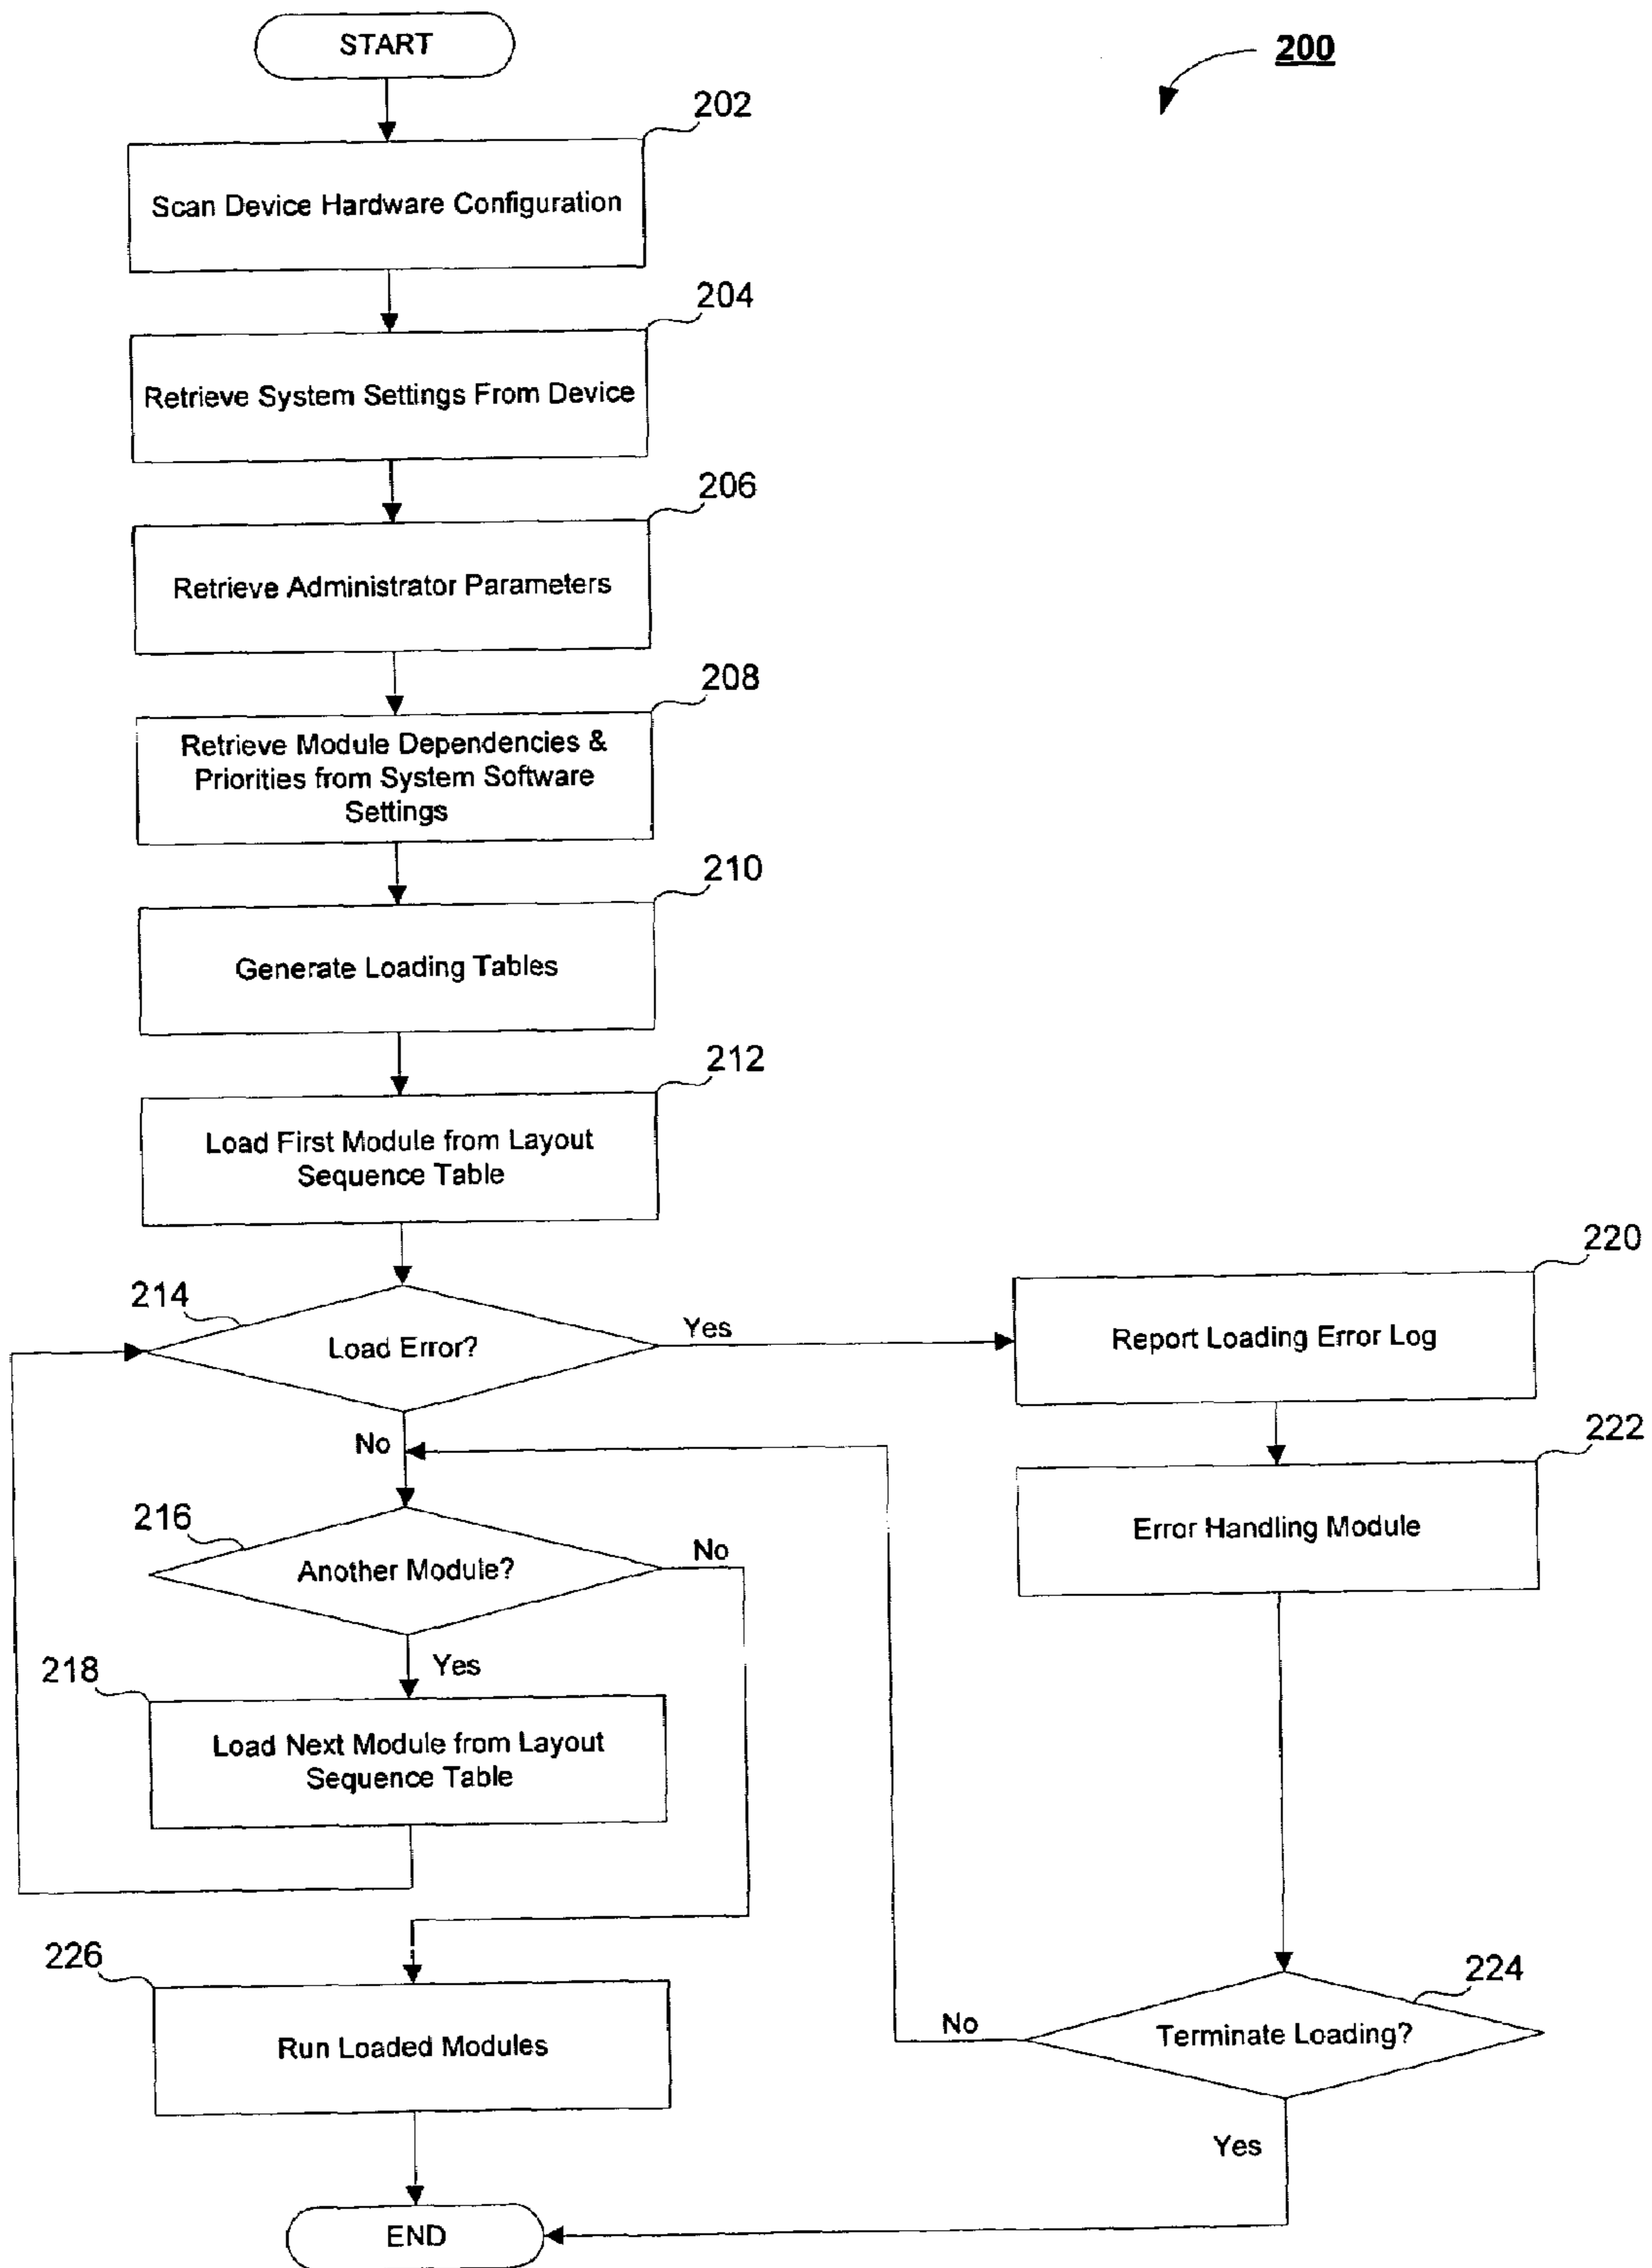 START
200
202
Scan Device Hardware Configuration
204
Retrieve System Settings From Device
206
Retrieve Administrator Parameters
208
Retrieve Module Dependencies &
Priorities from System Software
Settings
210
Generate Loading Tables
212
Load First Module from Layout
Sequence Table
214
Load Error?
Yes
220
Report Loading Error Log
No
222
Error Handling Module
216
Another Module?
No
Yes
218
Load Next Module from Layout
Sequence Table
224
Terminate Loading?
No
Yes
226
Run Loaded Modules
END